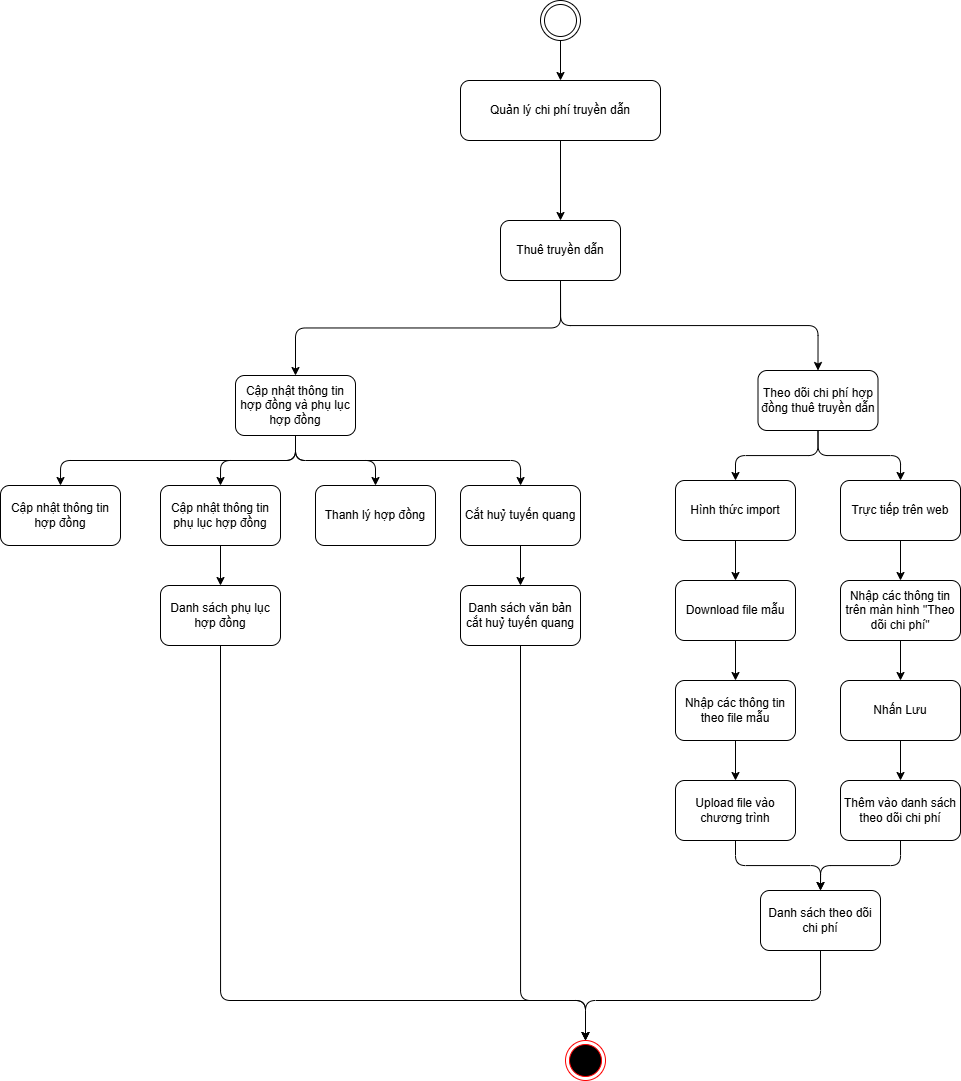 Quản lý chi phí truyền dẫn
Thuê truyền dẫn
Cập nhật thông tin
hợp đồng và phụ lục
hợp đồng
Theo dõi chi phí hợp
đồng thuê truyền dẫn
Cập nhật thông tin
hợp đồng
Cập nhật thông tin
phụ lục hợp đồng
Thanh lý hợp đồng
Cắt huỷ tuyến quang
Hình thức import
Trực tiếp trên web
Danh sách phụ lục
hợp đồng
Danh sách văn bản
cắt huỷ tuyến quang
Download file mẫu
Nhập các thông tin
trên màn hình "Theo
dõi chi phí"
Nhập các thông tin
theo file mẫu
Nhấn Lưu
Upload file vào
chương trình
Thêm vào danh sách
theo dõi chi phí
Danh sách theo dõi
chi phí